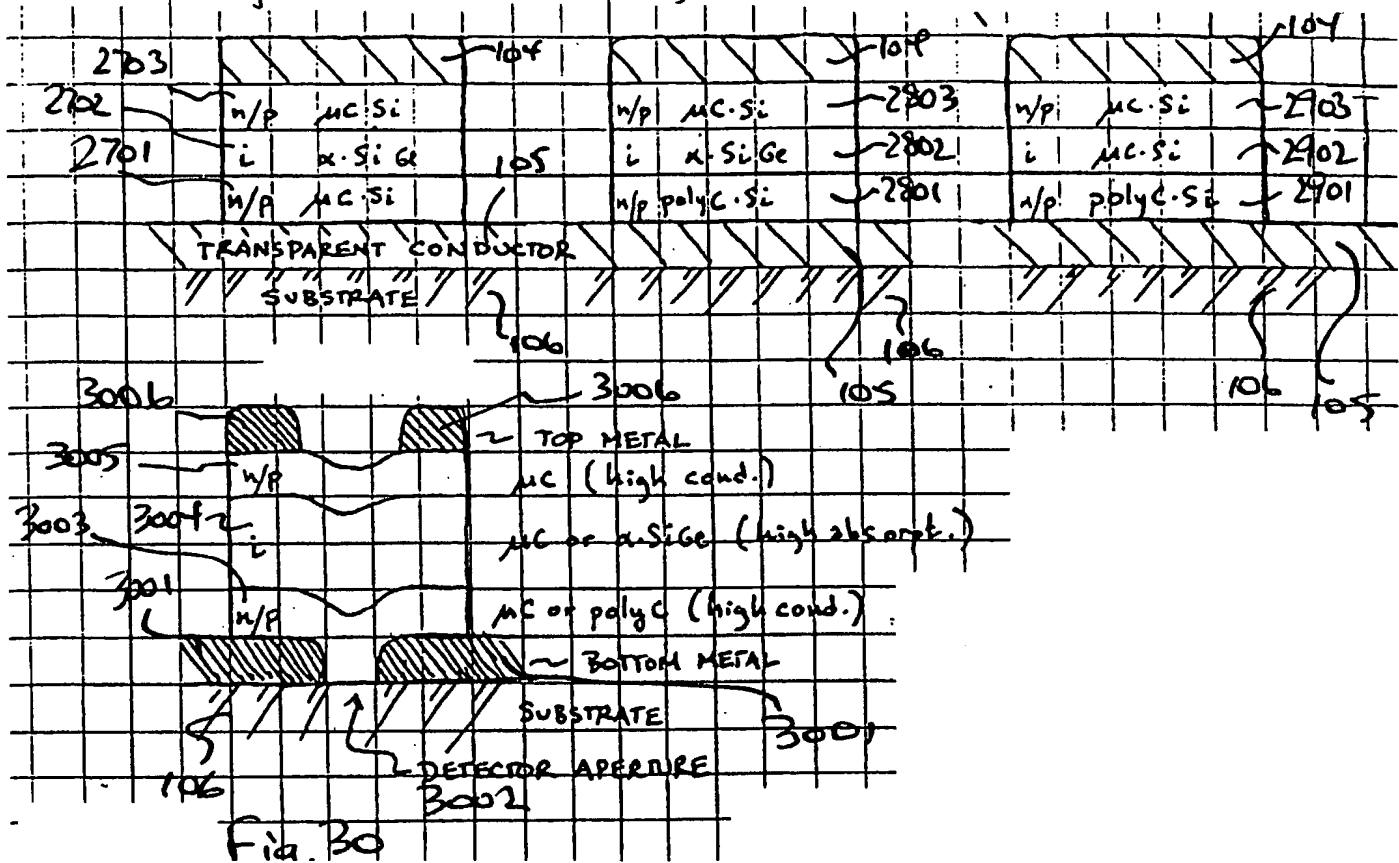 104
104
104
2703
n/p μC·Si
n/p μC·Si
2803
n/p μC·Si
2903
2702
i α·SiGe
105
i α·SiGe
2802
i μC·Si
2902
2701
n/p μC·Si
n/p polyC·Si
2801
n/p polyC·Si
2901
TRANSPARENT CONDUCTOR
SUBSTRATE
106
106
105
106
105
3006
3006
TOP METAL
3005
n/p
μC (high cond.)
3003
3004
i
μC or α·SiGe (high absorpt.)
3001
n/p
μC or polyC (high cond.)
BOTTOM METAL
SUBSTRATE
3001
106
DETECTOR APERTURE
3002
Fig. 30